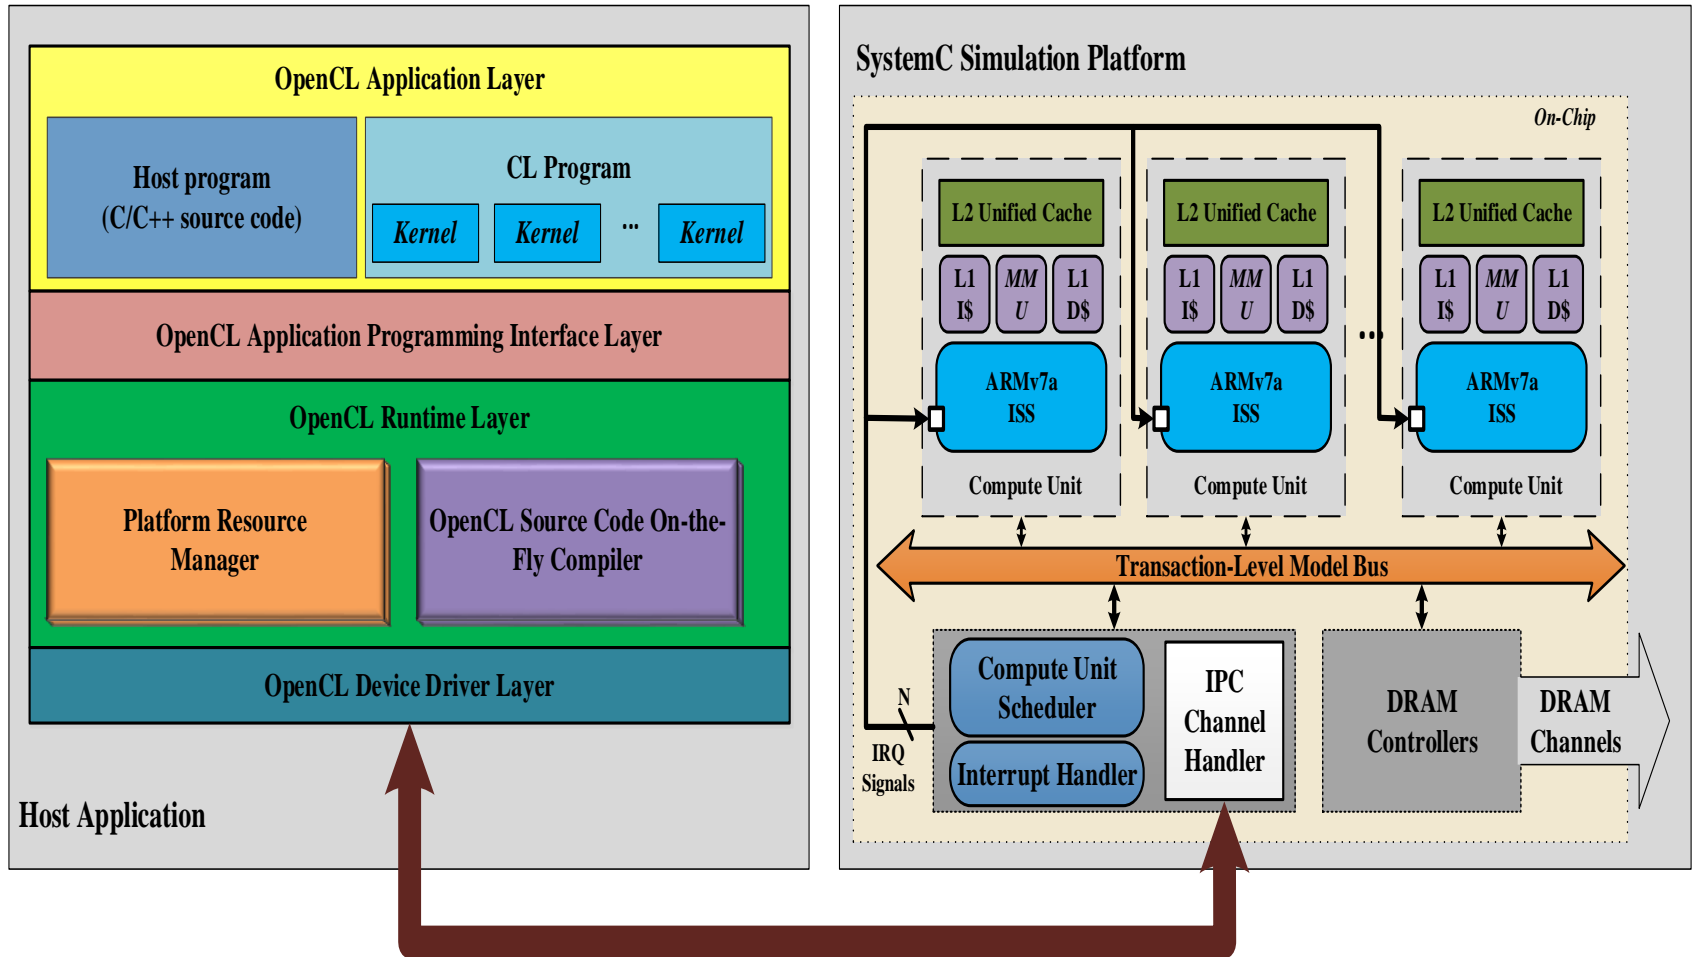 OpenCL Application Layer
Host program
(C/C++ source code)
CL Program
Kernel
Kernel
...
Kernel
OpenCL Application Programming Interface Layer
OpenCL Runtime Layer
Platform Resource
Manager
OpenCL Source Code On-the-
Fly Compiler
OpenCL Device Driver Layer
Host Application
SystemC Simulation Platform
On-Chip
L2 Unified Cache
L1
I$
MM
U
L1
D$
ARMv7a
ISS
Compute Unit
L2 Unified Cache
L1
I$
MM
U
L1
D$
ARMv7a
ISS
Compute Unit
...
L2 Unified Cache
L1
I$
MM
U
L1
D$
ARMv7a
ISS
Compute Unit
Transaction-Level Model Bus
N
IRQ
Signals
Compute Unit
Scheduler
Interrupt Handler
IPC
Channel
Handler
DRAM
Controllers
DRAM
Channels